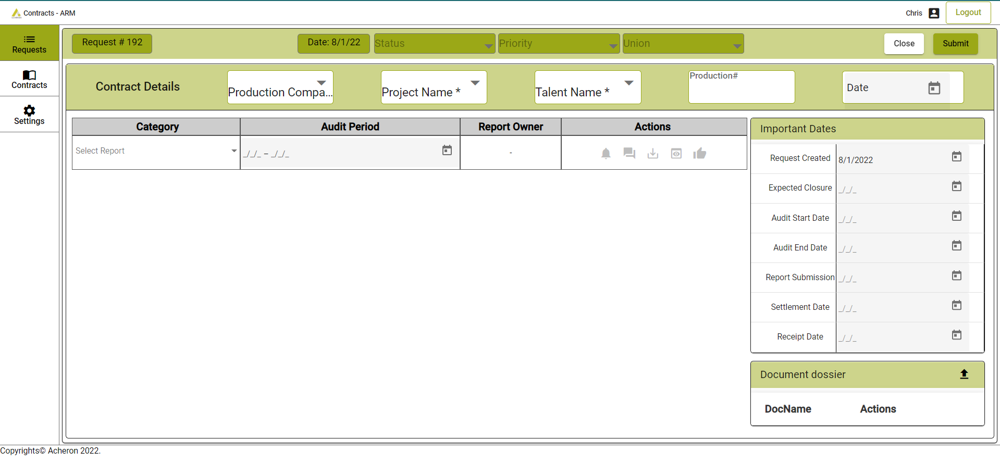 Contracts - ARM
Chris
Logout
Requests
Contracts
Settings
Request # 192
Date: 8/1/22
Status
Priority
Union
Close
Submit
Contract Details
Production Compa...
Project Name *
Talent Name *
Production#
Date
Category
Audit Period
Report Owner
Actions
Select Report
_/_/_ – _/_/_
-
Important Dates
Request Created
8/1/2022
Expected Closure
_/_/_
Audit Start Date
_/_/_
Audit End Date
_/_/_
Report Submission
_/_/_
Settlement Date
_/_/_
Receipt Date
_/_/_
Document dossier
DocName
Actions
Copyrights© Acheron 2022.